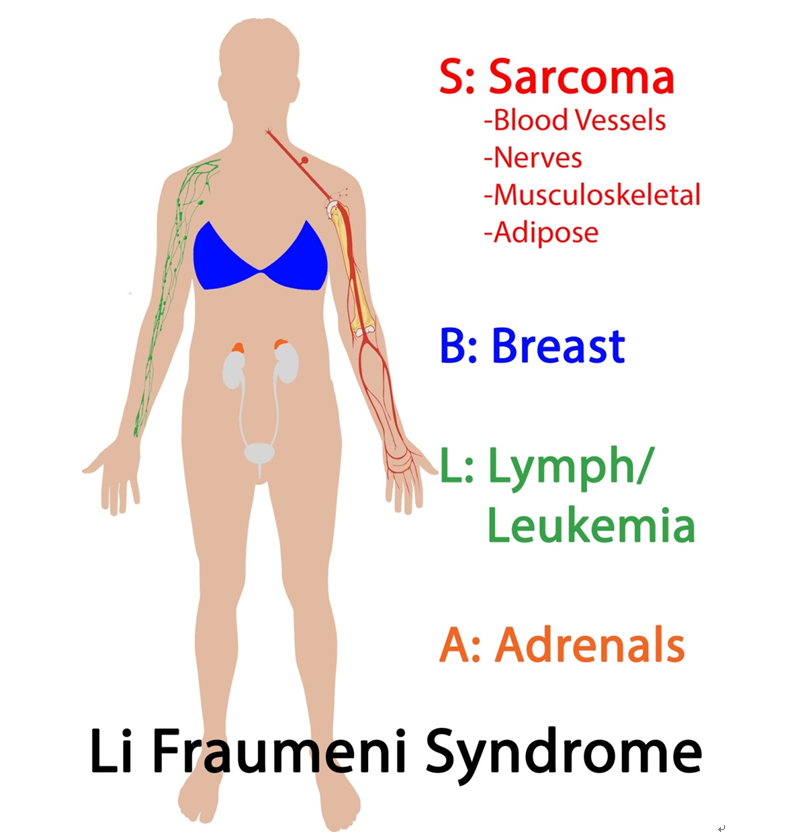 S: Sarcoma
-Blood Vessels
-Nerves
-Musculoskeletal
-Adipose
B: Breast
L: Lymph/
Leukemia
A: Adrenals
Li Fraumeni Syndrome